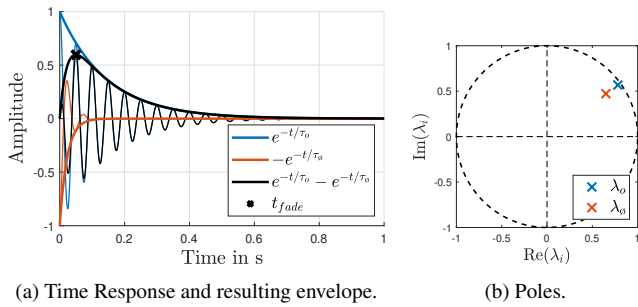 Amplitude
1
0.5
0
-0.5
-1
e^{-t/τ_o}
-e^{-t/τ_ø}
e^{-t/τ_o} - e^{-t/τ_ø}
t_{fade}
0 0.2 0.4 0.6 0.8 1
Time in s
(a) Time Response and resulting envelope.
Im(λ_i)
1
0.5
0
-0.5
-1
λ_o
λ_ø
-1 -0.5 0 0.5 1
Re(λ_i)
(b) Poles.